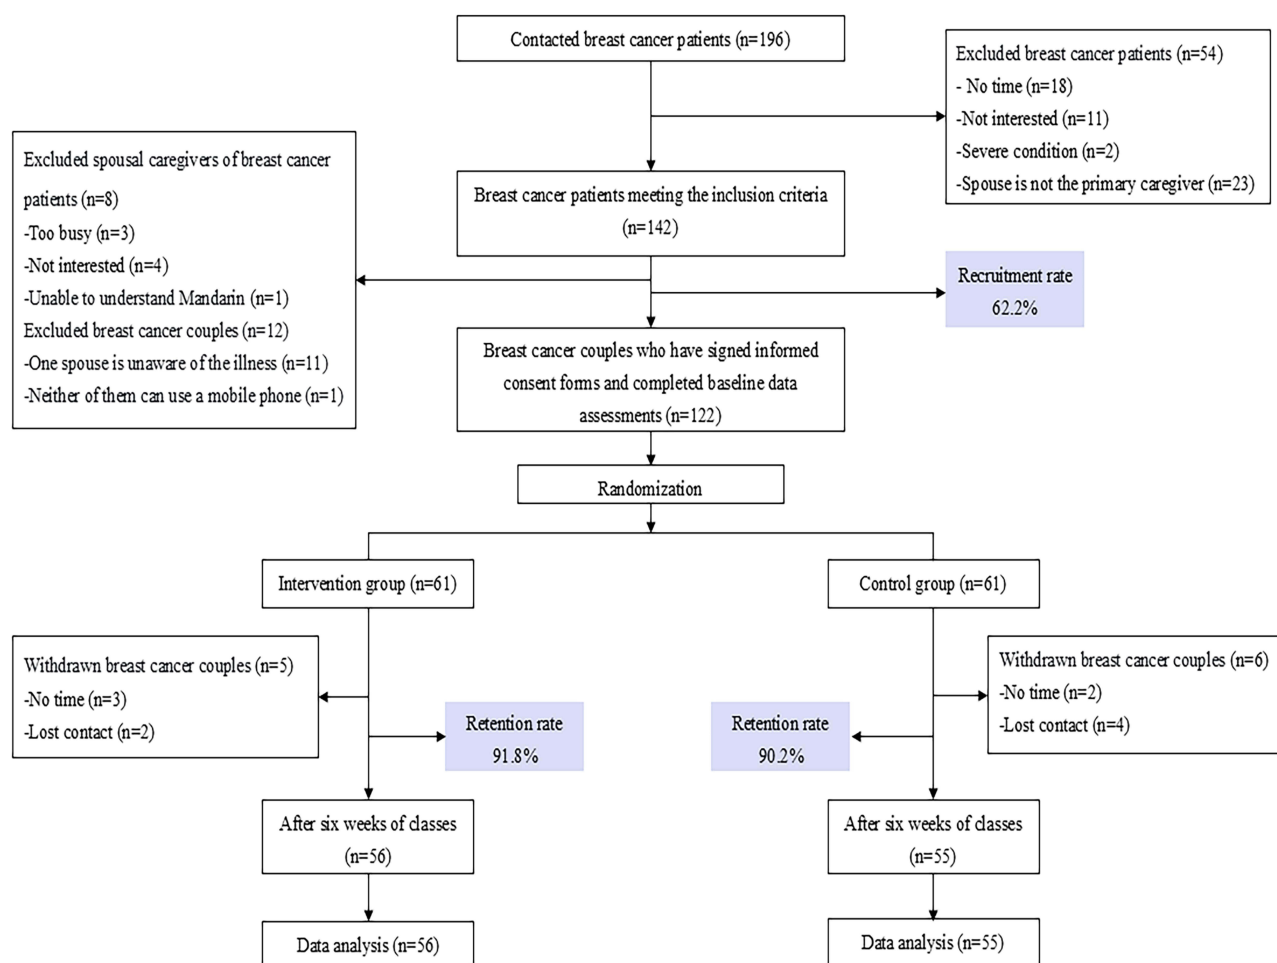 Contacted breast cancer patients (n=196)
Excluded breast cancer patients (n=54)
- No time (n=18)
-Not interested (n=11)
-Severe condition (n=2)
-Spouse is not the primary caregiver (n=23)
Excluded spousal caregivers of breast cancer
patients (n=8)
-Too busy (n=3)
-Not interested (n=4)
-Unable to understand Mandarin (n=1)
Excluded breast cancer couples (n=12)
-One spouse is unaware of the illness (n=11)
-Neither of them can use a mobile phone (n=1)
Breast cancer patients meeting the inclusion criteria
(n=142)
Recruitment rate
62.2%
Breast cancer couples who have signed informed
consent forms and completed baseline data
assessments (n=122)
Randomization
Intervention group (n=61)
Control group (n=61)
Withdrawn breast cancer couples (n=5)
-No time (n=3)
-Lost contact (n=2)
Retention rate
91.8%
Retention rate
90.2%
Withdrawn breast cancer couples (n=6)
-No time (n=2)
-Lost contact (n=4)
After six weeks of classes
(n=56)
After six weeks of classes
(n=55)
Data analysis (n=56)
Data analysis (n=55)